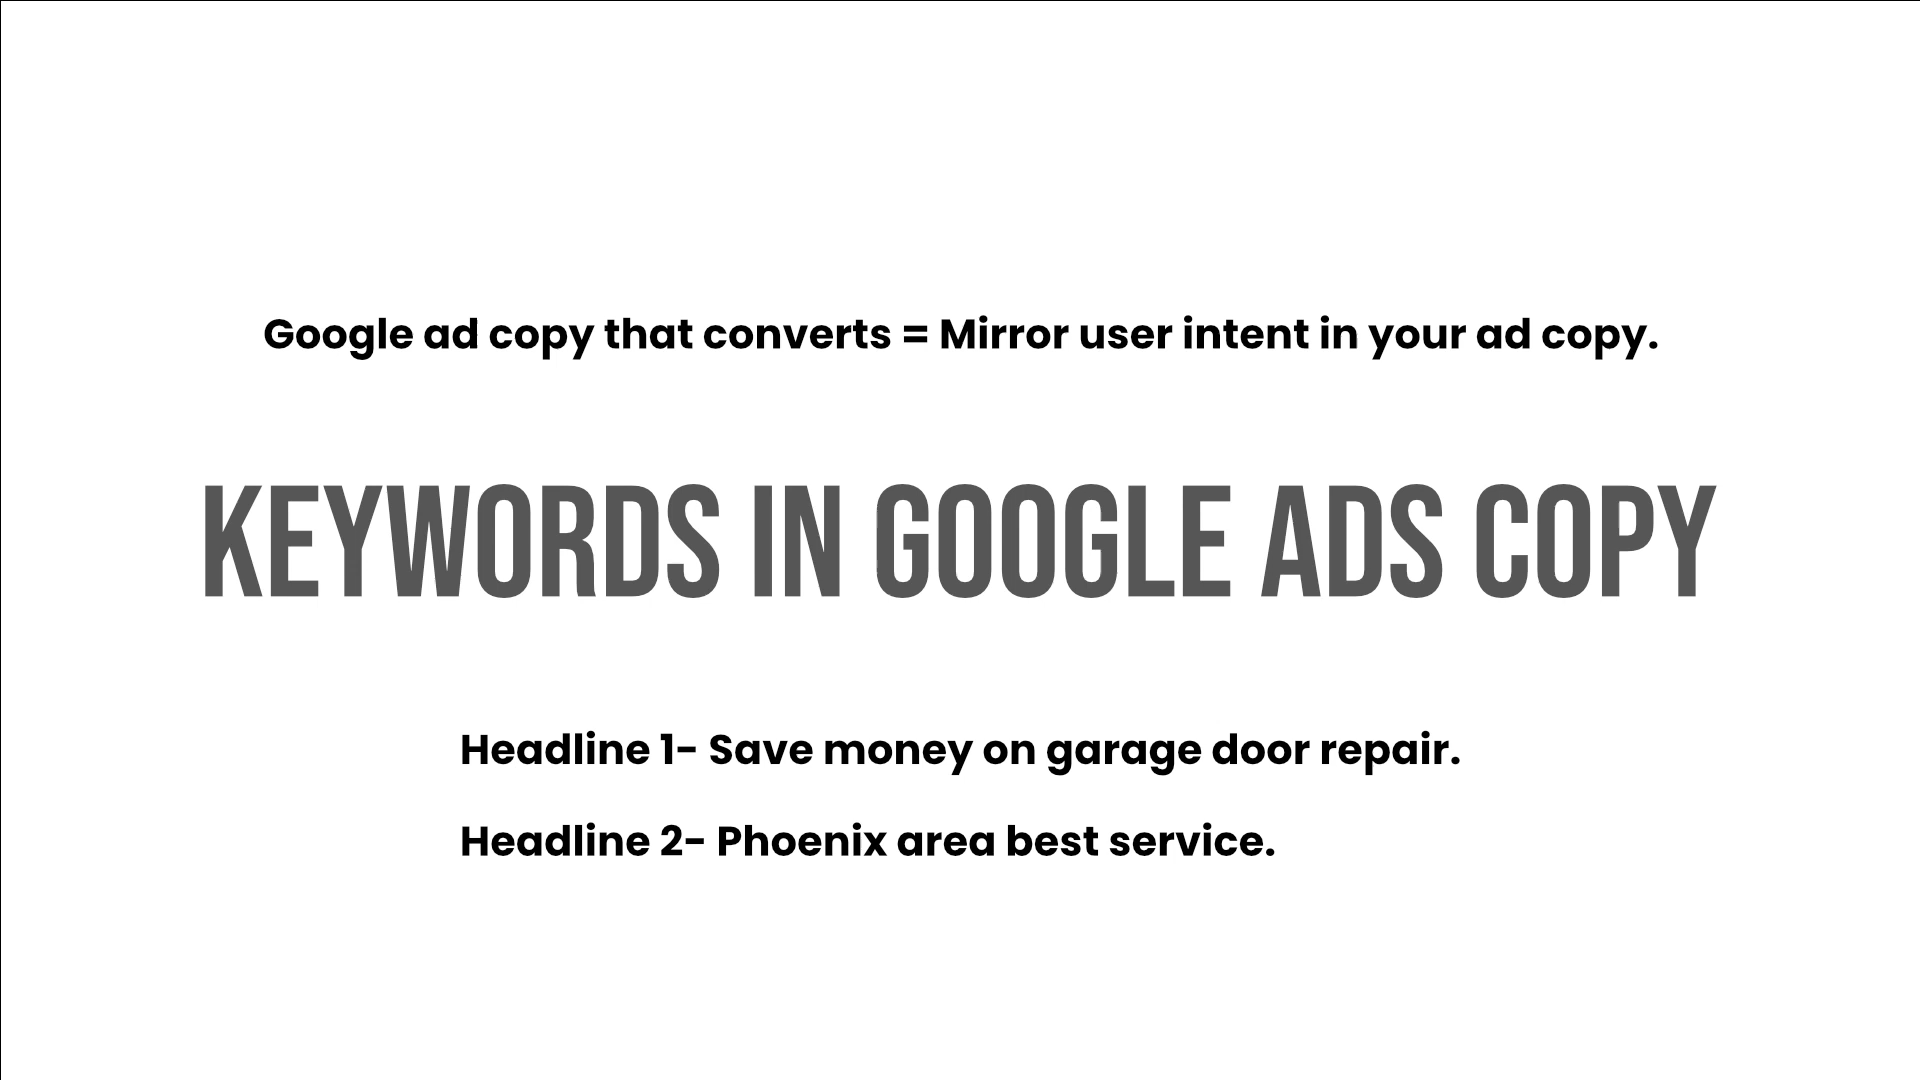 Google ad copy that converts = Mirror user intent in your ad copy.
KEYWORDS IN GOOGLE ADS COPY
Headline 1- Save money on garage door repair.
Headline 2- Phoenix area best service.